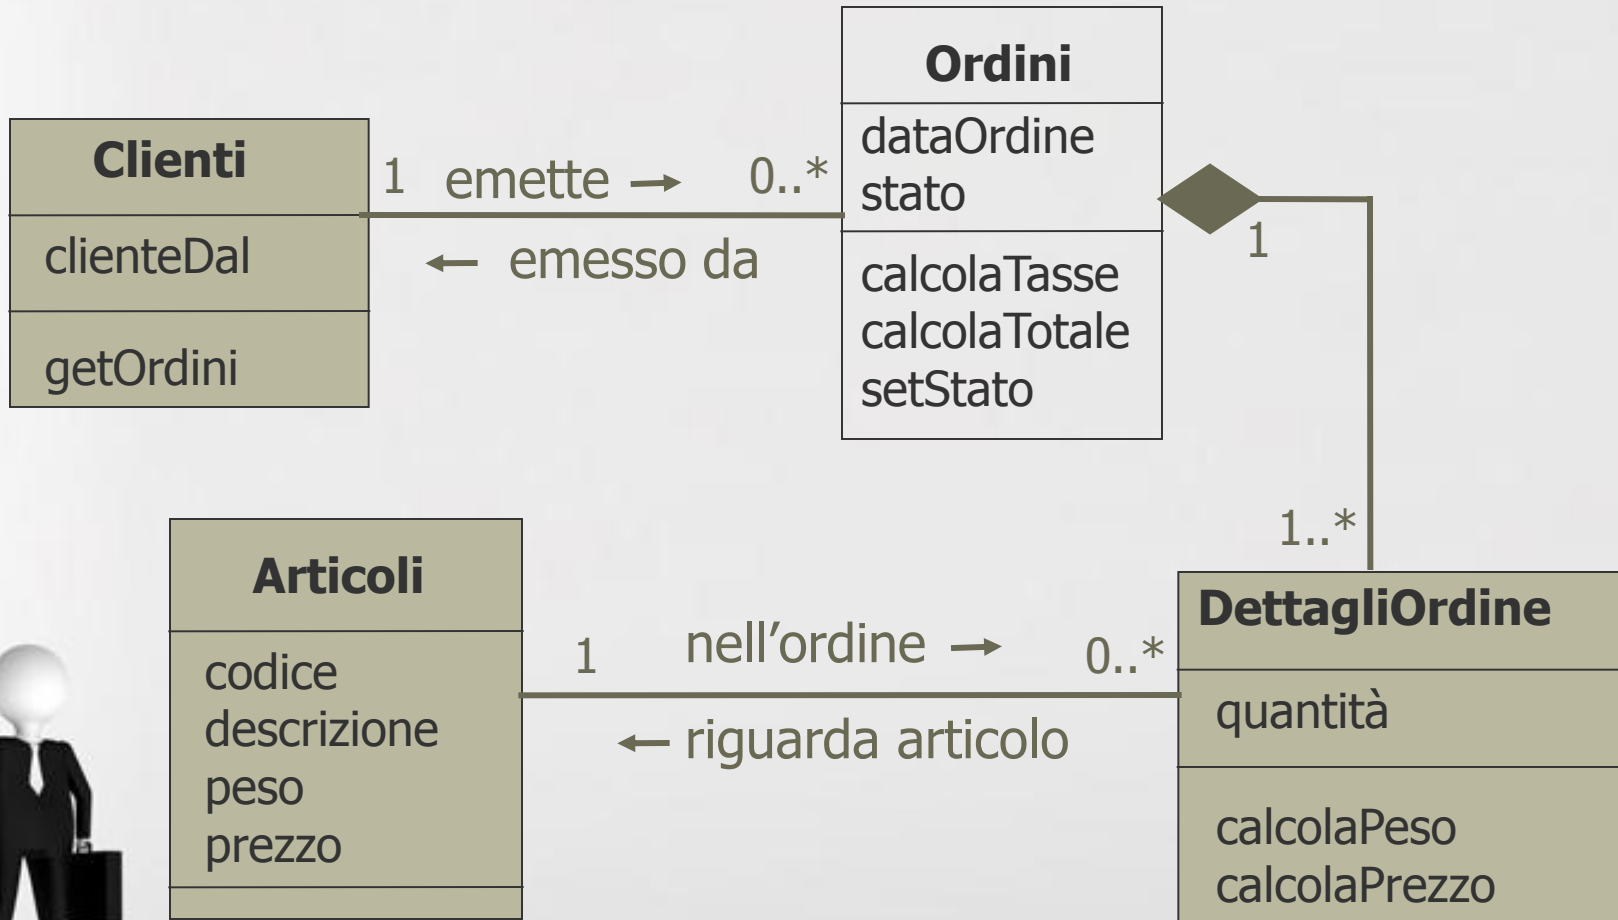 Clienti
clienteDal
getOrdini
1 emette → 0..*
← emesso da
Ordini
dataOrdine
stato
calcolaTasse
calcolaTotale
setStato
1
1..*
Articoli
codice
descrizione
peso
prezzo
1 nell’ordine → 0..*
← riguarda articolo
DettagliOrdine
quantità
calcolaPeso
calcolaPrezzo